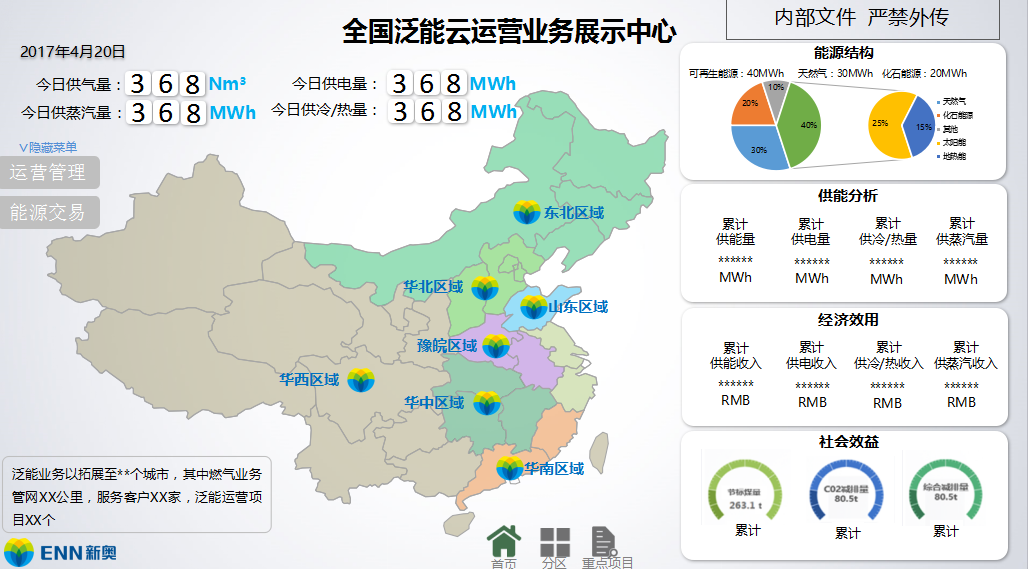 内部文件 严禁外传
全国泛能云运营业务展示中心
2017年4月20日
今日供气量：368 Nm³
今日供电量：368 MWh
今日供蒸汽量：368 MWh
今日供冷/热量：368 MWh
∨隐藏菜单
运营管理
能源交易
东北区域
华北区域
山东区域
豫皖区域
华西区域
华中区域
华南区域
泛能业务以拓展至**个城市，其中燃气业务
管网XX公里，服务客户XX家，泛能运营项
目XX个
ENN新奥
首页 分区 重点项目
能源结构
可再生能源：40MWh 天然气：30MWh 化石能源：20MWh
10%
20%
40%
30%
25%
15%
天然气
化石能源
其他
太阳能
地热能
供能分析
累计 累计 累计 累计
供能量 供电量 供冷/热量 供蒸汽量
****** ****** ****** ******
MWh MWh MWh MWh
经济效用
累计 累计 累计 累计
供能收入 供电收入 供冷/热收入 供蒸汽收入
****** ****** ****** ******
RMB RMB RMB RMB
社会效益
节标煤量
263.1 t
累计
CO2减排量
80.5t
累计
综合减排量
80.5t
累计